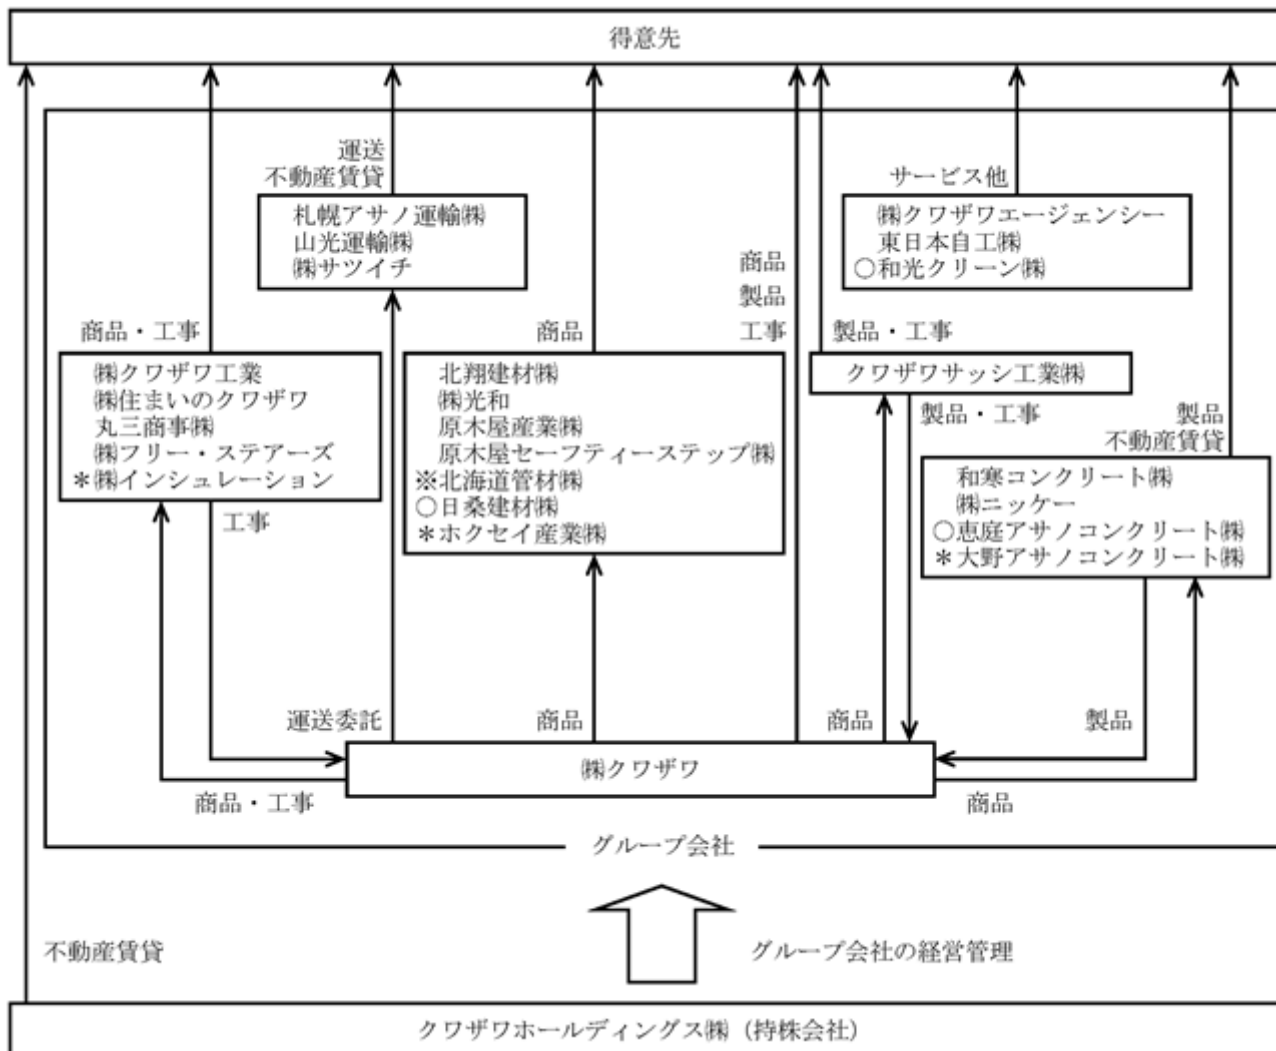 得意先
運送
不動産賃貸
札幌アサノ運輸㈱
山光運輸㈱
㈱サツイチ
サービス他
㈱クワザワエージェンシー
東日本自工㈱
○和光クリーン㈱
商品
製品
工事
商品・工事
㈱クワザワ工業
㈱住まいのクワザワ
丸三商事㈱
㈱フリー・ステアーズ
＊㈱インシュレーション
商品
北翔建材㈱
㈱光和
原木屋産業㈱
原木屋セーフティーステップ㈱
※北海道管材㈱
○日桑建材㈱
＊ホクセイ産業㈱
製品・工事
クワザワサッシ工業㈱
製品・工事
製品
不動産賃貸
和寒コンクリート㈱
㈱ニッケー
○恵庭アサノコンクリート㈱
＊大野アサノコンクリート㈱
工事
運送委託
商品
商品
製品
㈱クワザワ
商品・工事
商品
グループ会社
不動産賃貸
グループ会社の経営管理
クワザワホールディングス㈱（持株会社）